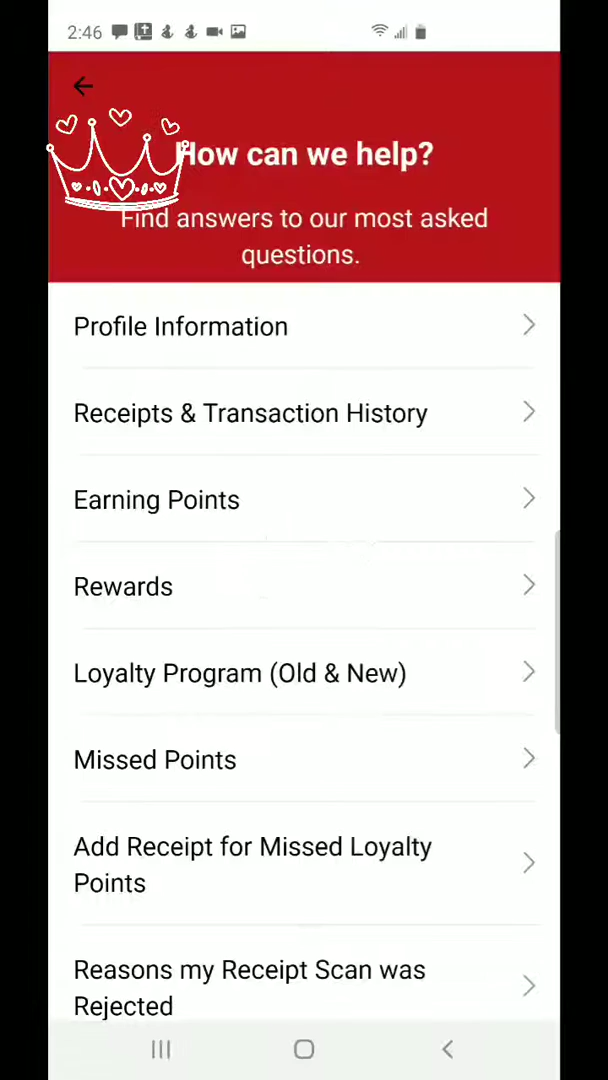 2:46
How can we help?
Find answers to our most asked
questions.
Profile Information
Receipts & Transaction History
Earning Points
Rewards
Loyalty Program (Old & New)
Missed Points
Add Receipt for Missed Loyalty
Points
Reasons my Receipt Scan was
Rejected